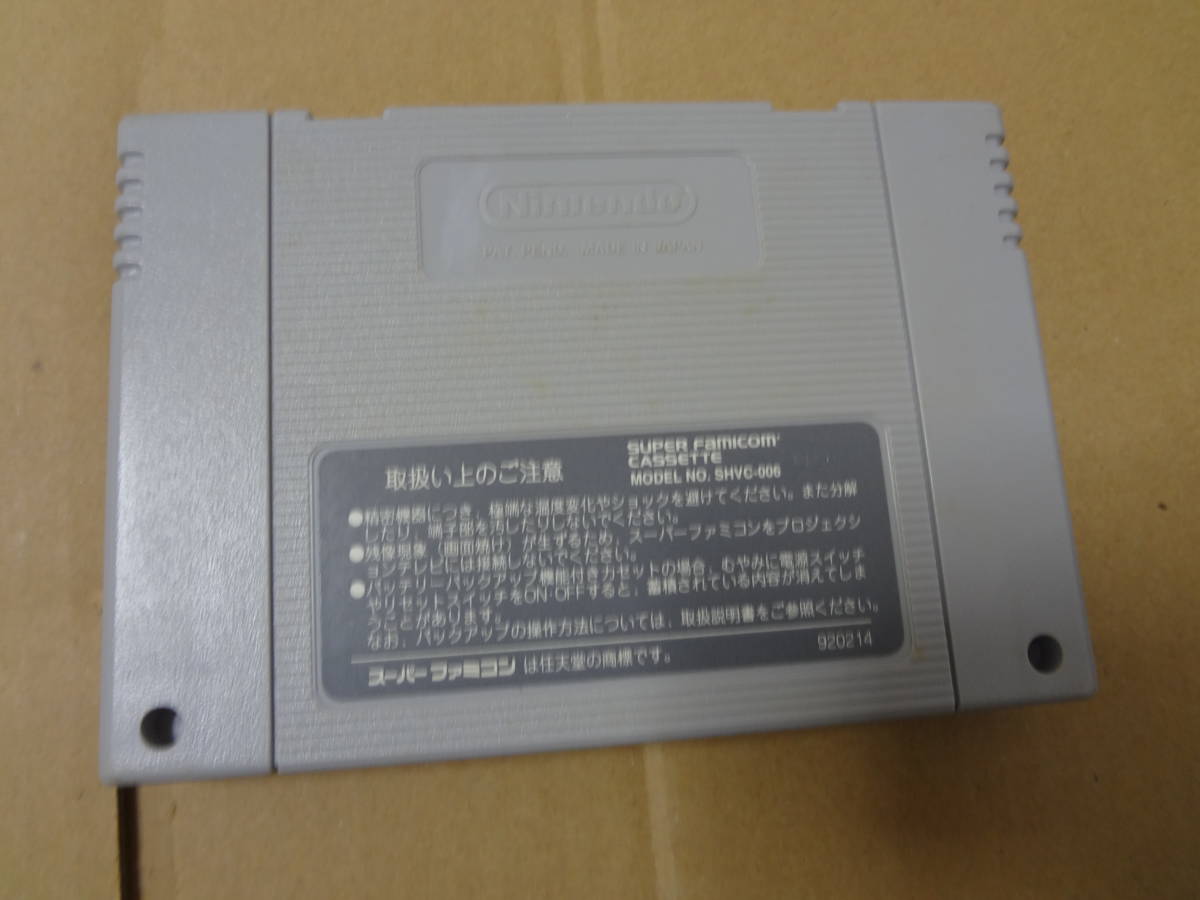 Nintendo
PAT. PEND. MADE IN JAPAN
取扱い上のご注意
SUPER FAMICOM
CASSETTE
MODEL NO. SHVC-006
●精密機器につき、極端な温度変化やショックを避けてください。また分解
したり、端子部を汚したりしないでください。
●残像現象(画面焼け)が生ずるため、スーパーファミコンをプロジェクシ
ョンテレビには接続しないでください。
●バッテリーバックアップ機能付きカセットの場合、むやみに電源スイッチ
やリセットスイッチをON・OFFすると、蓄積されている内容が消えてしま
うことがあります。
なお、バックアップの操作方法については、取扱説明書をご参照ください。
スーパーファミコン は任天堂の商標です。
920214